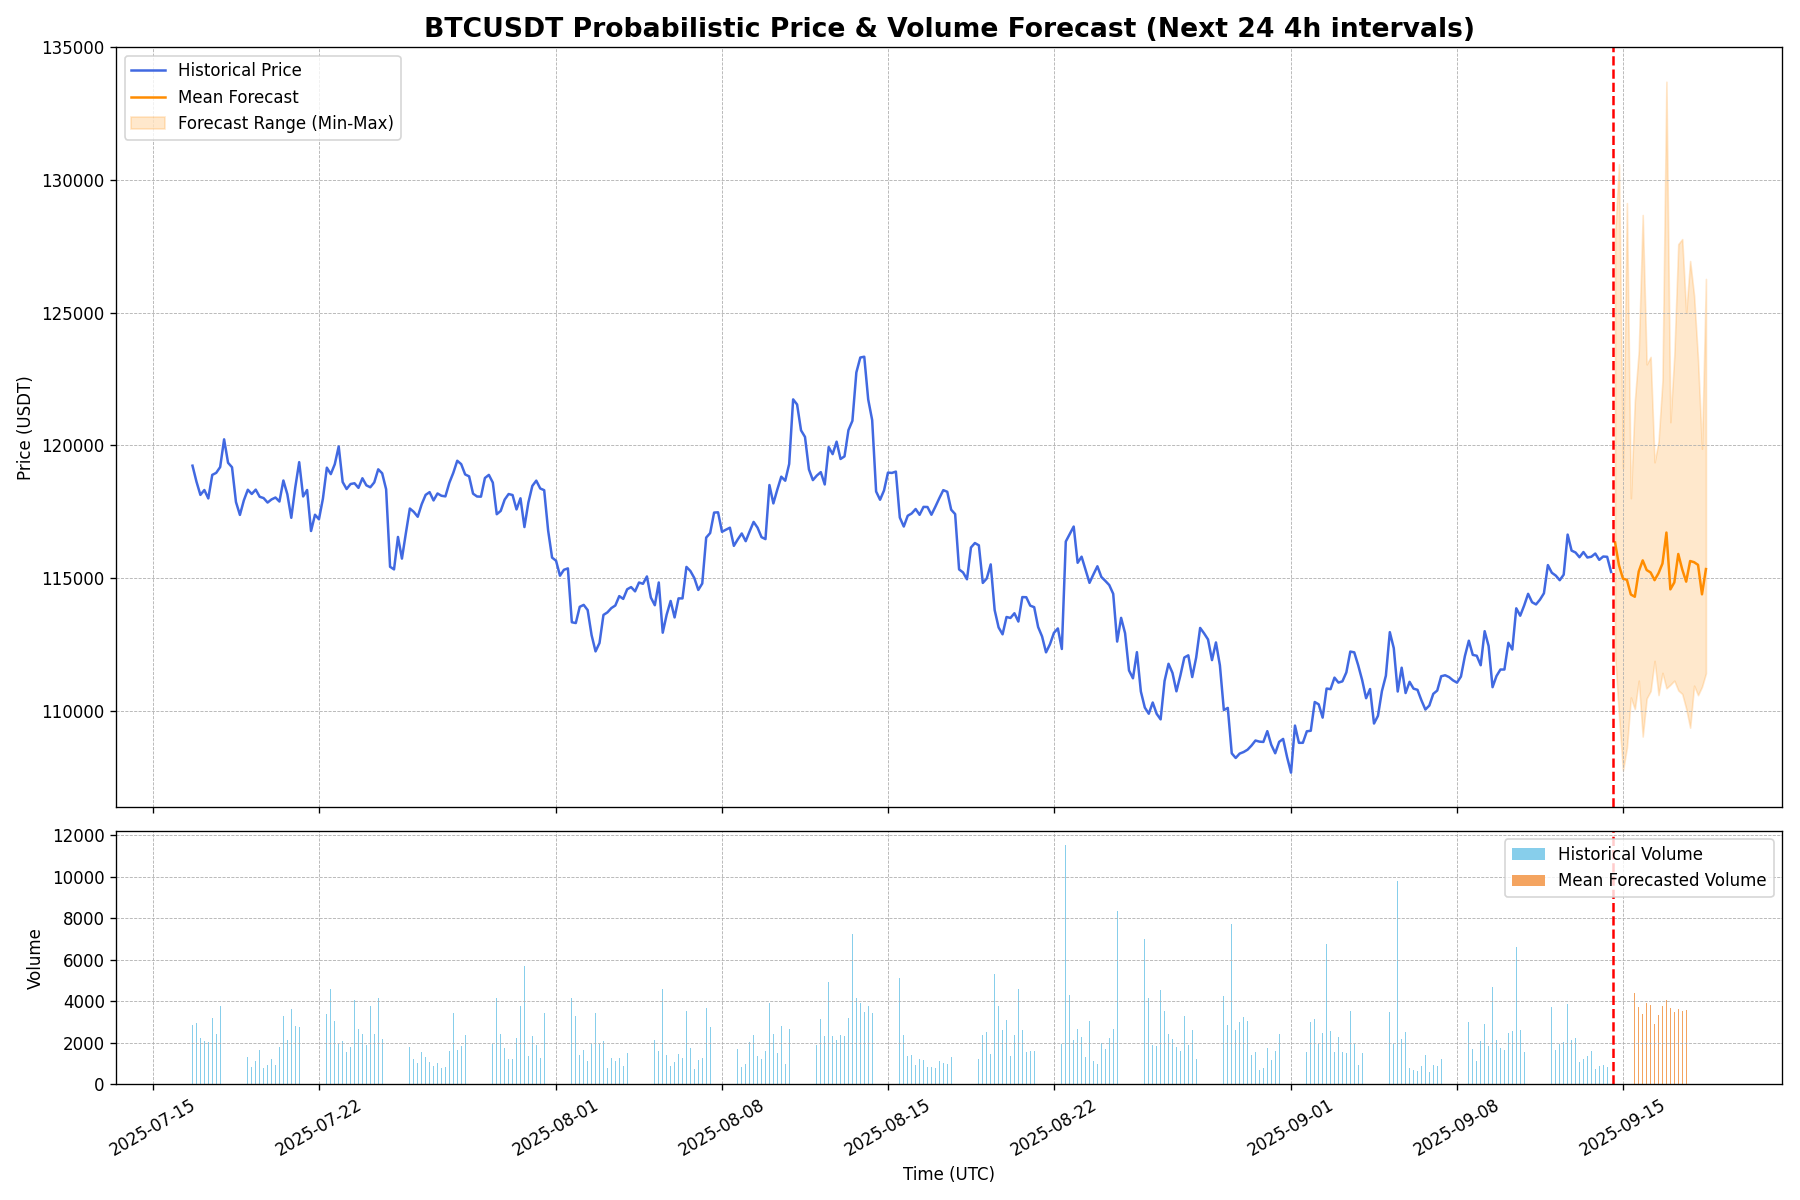 BTCUSDT Probabilistic Price & Volume Forecast (Next 24 4h intervals)
135000
130000
125000
120000
115000
110000
Price (USDT)
Historical Price
Mean Forecast
Forecast Range (Min-Max)
12000
10000
8000
6000
4000
2000
0
Volume
Historical Volume
Mean Forecasted Volume
2025-07-15
2025-07-22
2025-08-01
2025-08-08
2025-08-15
2025-08-22
2025-09-01
2025-09-08
2025-09-15
Time (UTC)